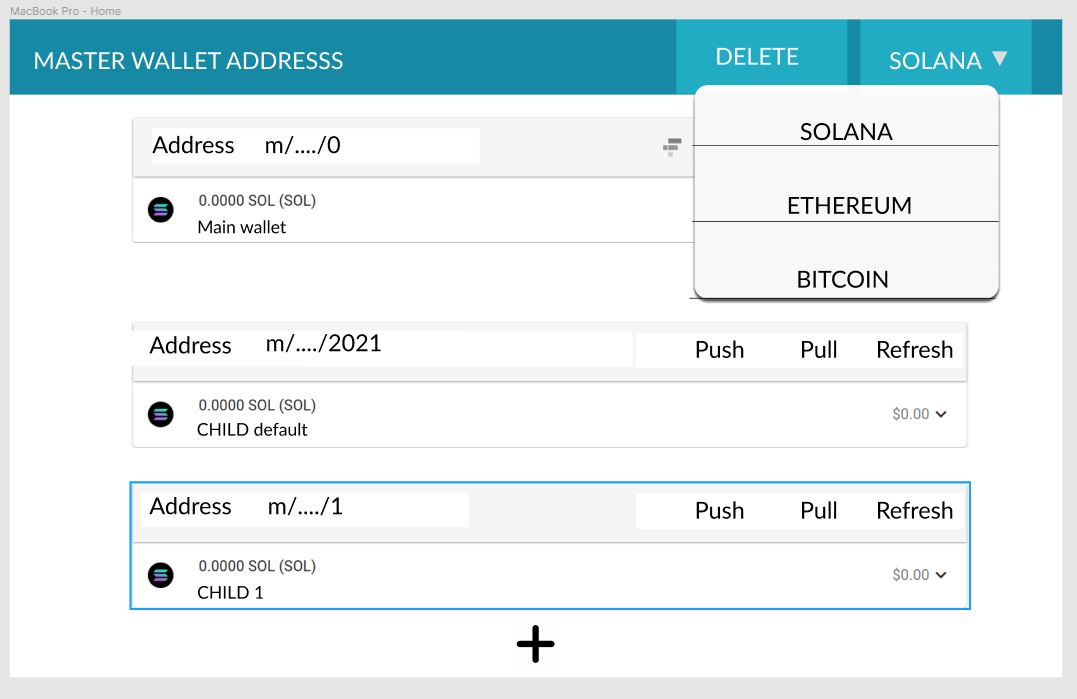 MacBook Pro - Home
MASTER WALLET ADDRESSS
DELETE
SOLANA ▼
SOLANA
ETHEREUM
BITCOIN
Address m/..../0
0.0000 SOL (SOL)
Main wallet
Address m/..../2021
Push Pull Refresh
0.0000 SOL (SOL)
$0.00
CHILD default
Address m/..../1
Push Pull Refresh
0.0000 SOL (SOL)
$0.00
CHILD 1
+